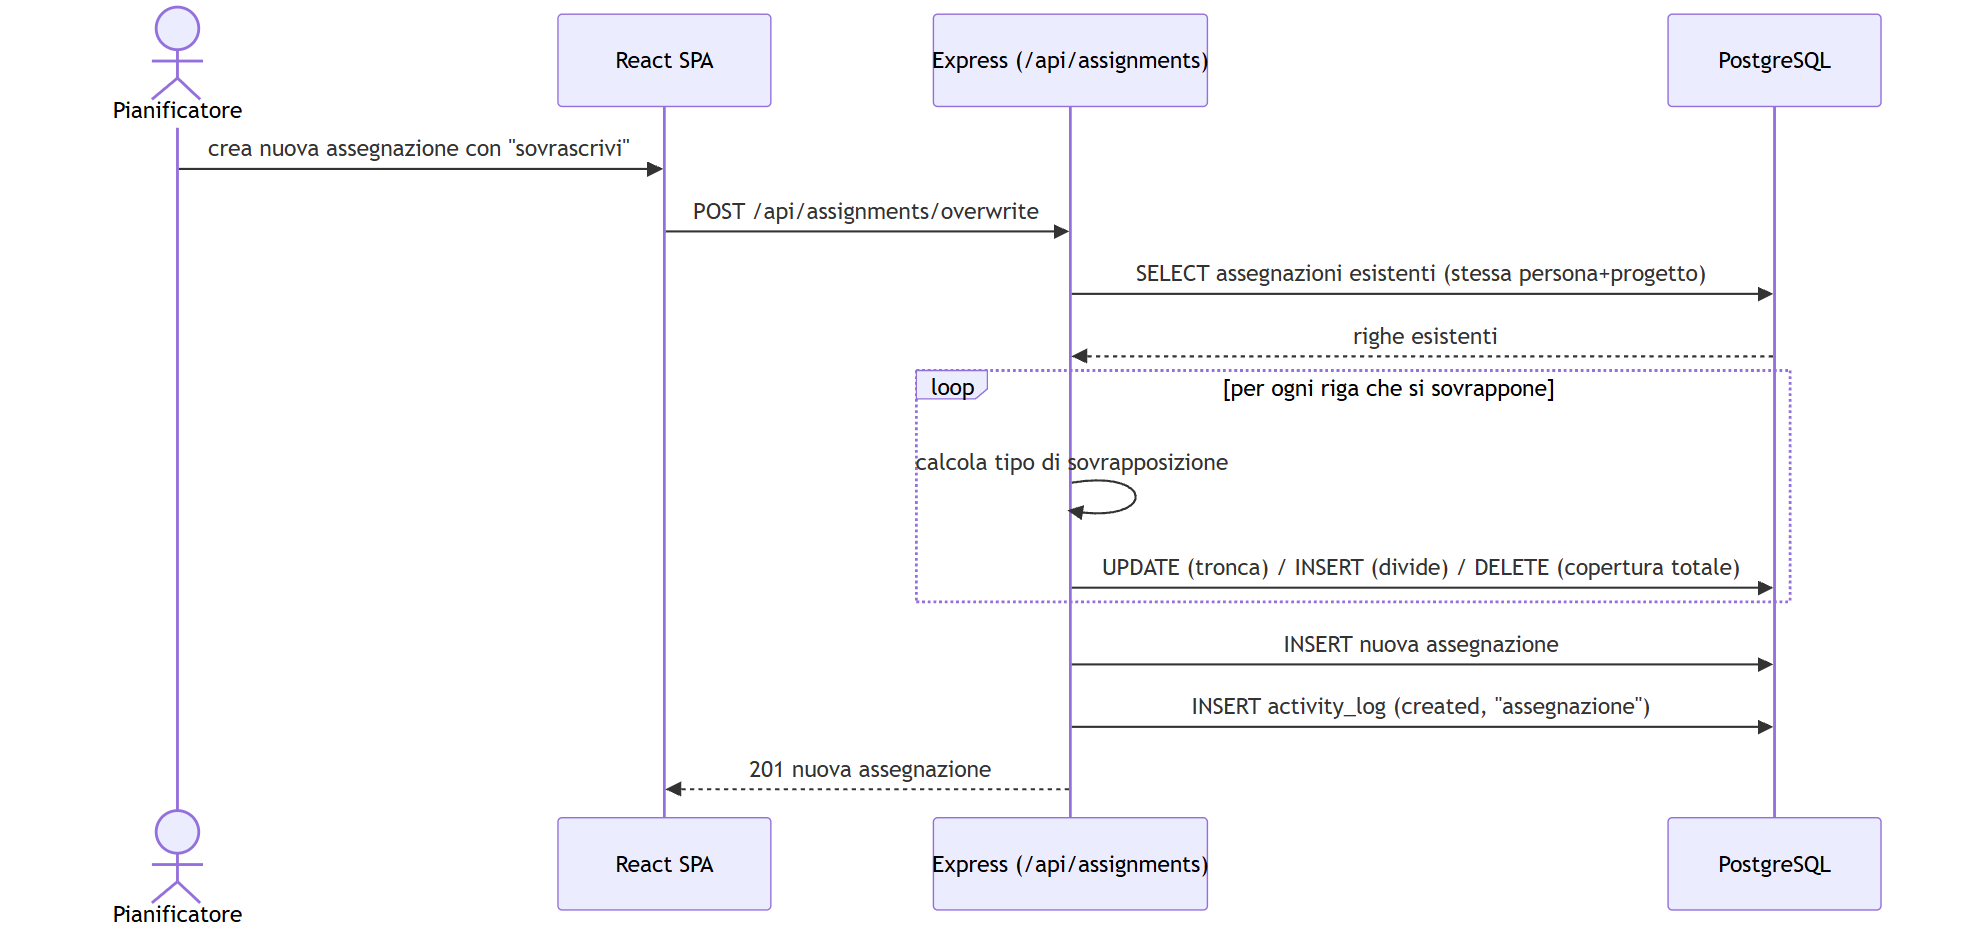 Pianificatore
React SPA
Express (/api/assignments)
PostgreSQL
crea nuova assegnazione con "sovrascrivi"
POST /api/assignments/overwrite
SELECT assegnazioni esistenti (stessa persona+progetto)
righe esistenti
loop
[per ogni riga che si sovrappone]
calcola tipo di sovrapposizione
UPDATE (tronca) / INSERT (divide) / DELETE (copertura totale)
INSERT nuova assegnazione
INSERT activity_log (created, "assegnazione")
201 nuova assegnazione
Pianificatore
React SPA
Express (/api/assignments)
PostgreSQL